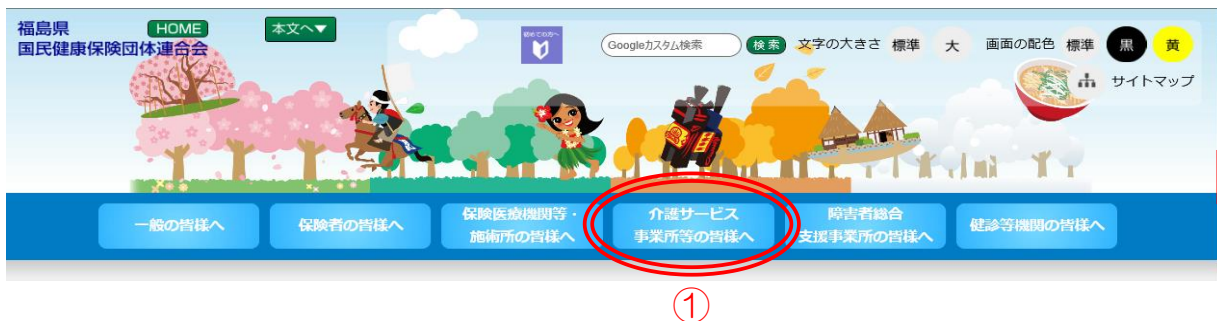 福島県
国民健康保険団体連合会
HOME
本文へ▼
初めての方へ
Googleカスタム検索
検索
文字の大きさ 標準 大
画面の配色 標準 黒 黄
サイトマップ
一般の皆様へ
保険者の皆様へ
保険医療機関等・
施術所の皆様へ
介護サービス
事業所等の皆様へ
障害者総合
支援事業所の皆様へ
健診等機関の皆様へ
①